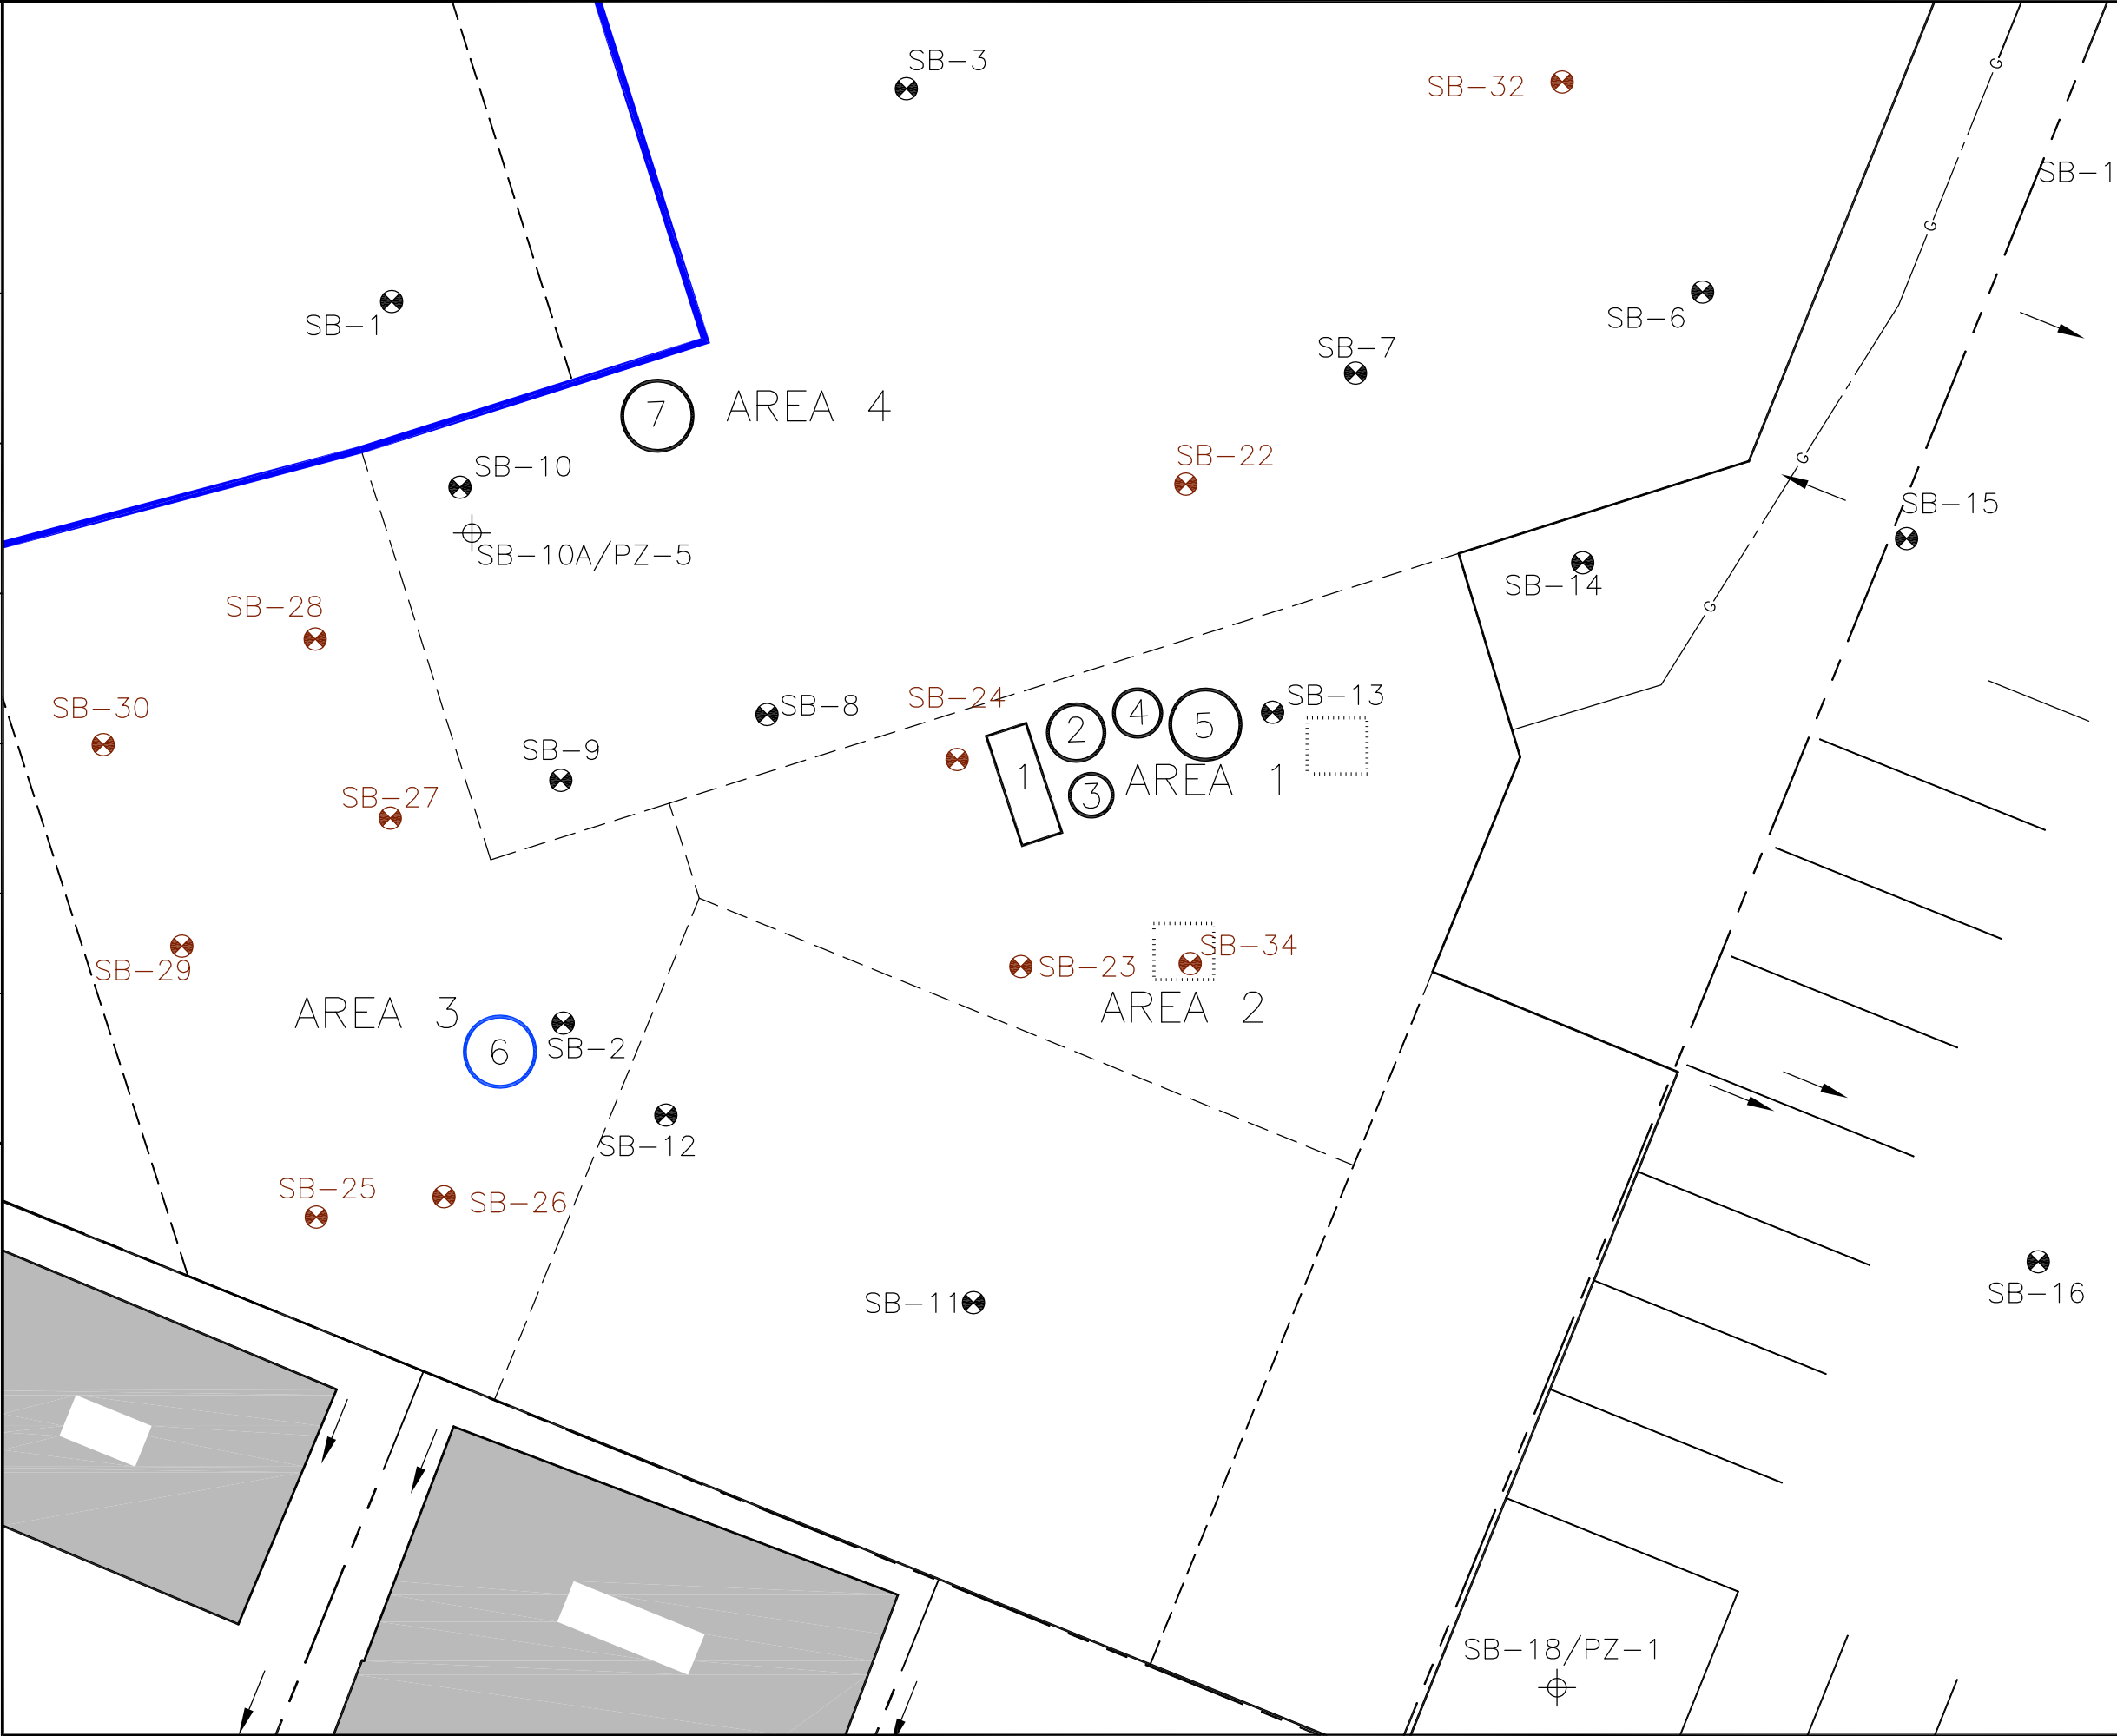 SB-3
SB-32
G
SB-1
G
SB-1
SB-6
SB-7
7
AREA 4
SB-22
G
SB-10
SB-15
SB-10A/PZ-5
SB-14
SB-28
G
SB-30
SB-24
SB-8
SB-13
2
4
5
SB-9
1
3
AREA 1
SB-27
SB-29
SB-23
SB-34
AREA 3
AREA 2
6
SB-2
SB-12
SB-25
SB-26
SB-11
SB-16
SB-18/PZ-1